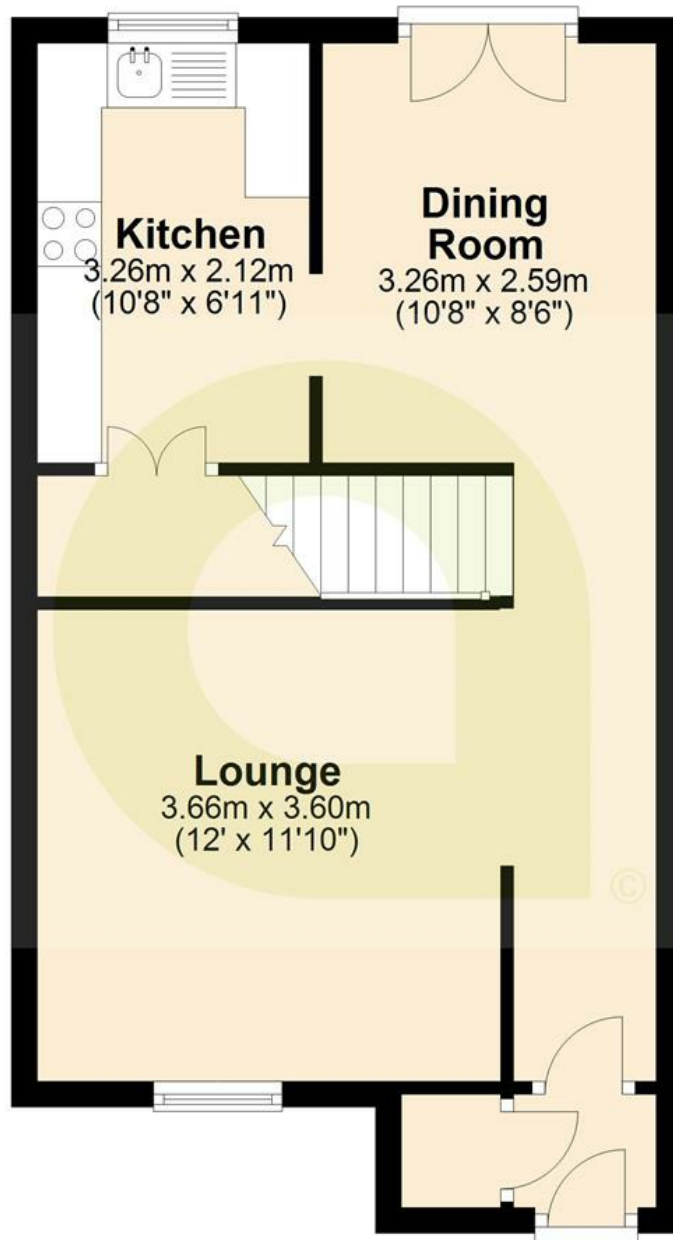 Kitchen
3.26m x 2.12m
(10'8" x 6'11")
Dining
Room
3.26m x 2.59m
(10'8" x 8'6")
Lounge
3.66m x 3.60m
(12' x 11'10")
©